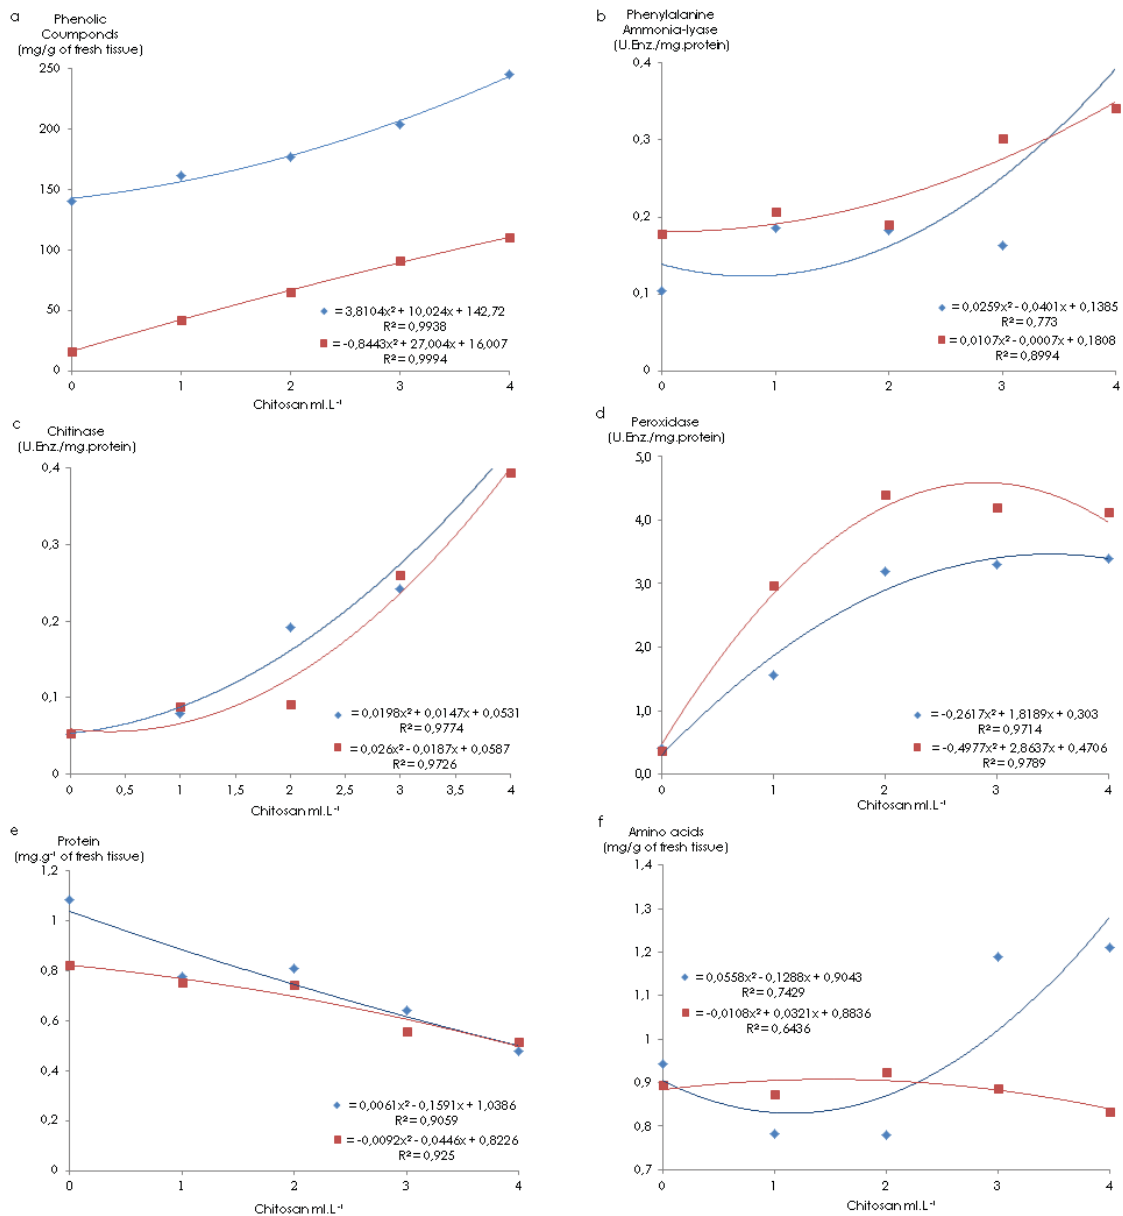 a
Phenolic
Coumponds
(mg/g of fresh tissue)
250
200
150
100
50
0
= 3,8104x² + 10,024x + 142,72
R² = 0,9938
= -0,8443x² + 27,004x + 16,007
R² = 0,9994
0 1 2 3 4
Chitosan ml.L⁻¹
b
Phenylalanine
Ammonia-lyase
(U.Enz./mg.protein)
0,4
0,3
0,2
0,1
0
= 0,0259x² - 0,0401x + 0,1385
R² = 0,773
= 0,0107x² - 0,0007x + 0,1808
R² = 0,8994
0 1 2 3 4
Chitosan ml.L⁻¹
c
Chitinase
(U.Enz./mg.protein)
0,4
0,3
0,2
0,1
0
= 0,0198x² + 0,0147x + 0,0531
R² = 0,9774
= 0,026x² - 0,0187x + 0,0587
R² = 0,9726
0 0,5 1 1,5 2 2,5 3 3,5 4
Chitosan ml.L⁻¹
d
Peroxidase
(U.Enz./mg.protein)
5,0
4,0
3,0
2,0
1,0
0,0
= -0,2617x² + 1,8189x + 0,303
R² = 0,9714
= -0,4977x² + 2,8637x + 0,4706
R² = 0,9789
0 1 2 3 4
Chitosan ml.L⁻¹
e
Protein
(mg.g⁻¹ of fresh tissue)
1,2
1
0,8
0,6
0,4
0,2
0
= 0,0061x² - 0,1591x + 1,0386
R² = 0,9059
= -0,0092x² - 0,0446x + 0,8226
R² = 0,925
0 1 2 3 4
Chitosan ml.L⁻¹
f
Amino acids
(mg/g of fresh tissue)
1,4
1,3
1,2
1,1
1
0,9
0,8
0,7
= 0,0558x² - 0,1288x + 0,9043
R² = 0,7429
= -0,0108x² + 0,0321x + 0,8836
R² = 0,6436
0 1 2 3 4
Chitosan ml.L⁻¹